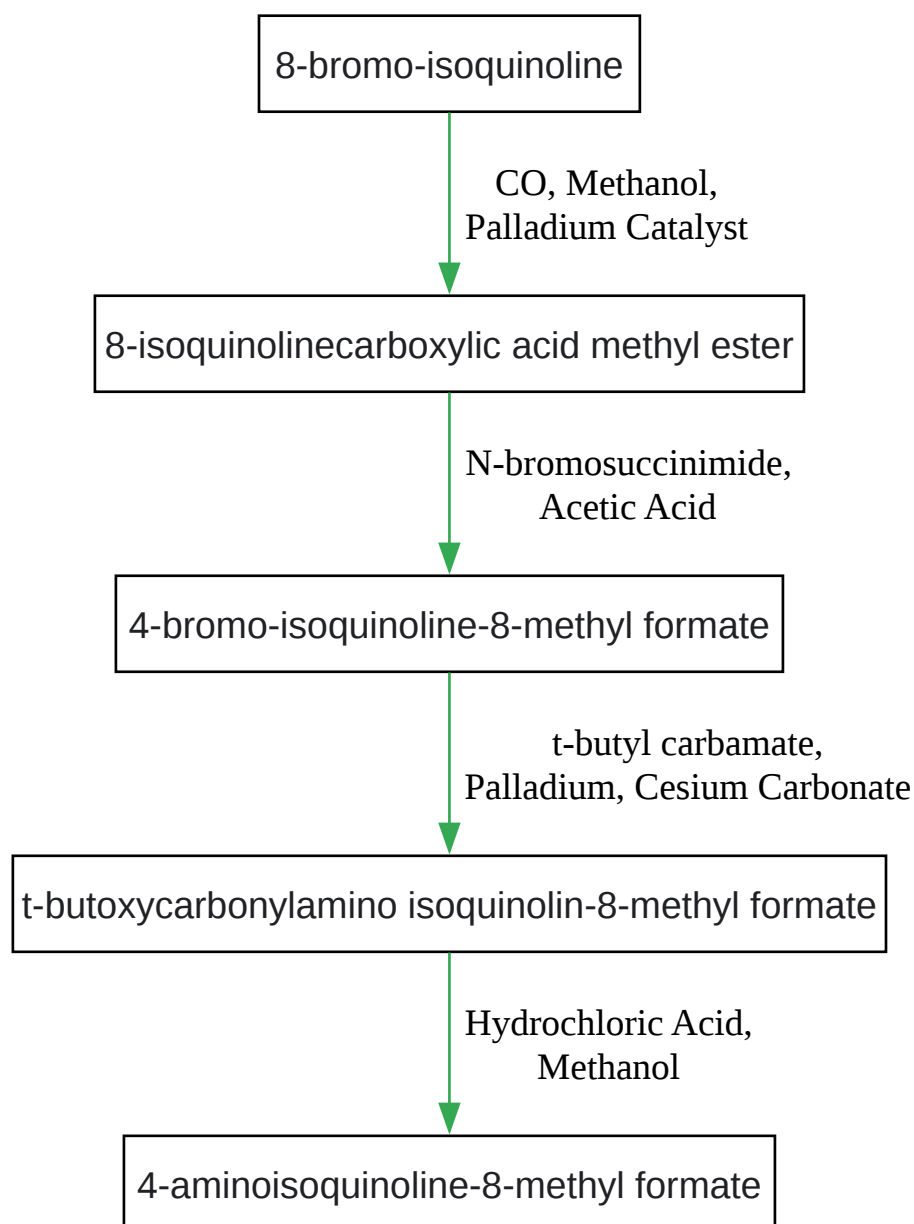 8-bromo-isoquinoline
CO, Methanol,
Palladium Catalyst
8-isoquinolinecarboxylic acid methyl ester
N-bromosuccinimide,
Acetic Acid
4-bromo-isoquinoline-8-methyl formate
t-butyl carbamate,
Palladium, Cesium Carbonate
t-butoxycarbonylamino isoquinolin-8-methyl formate
Hydrochloric Acid,
Methanol
4-aminoisoquinoline-8-methyl formate